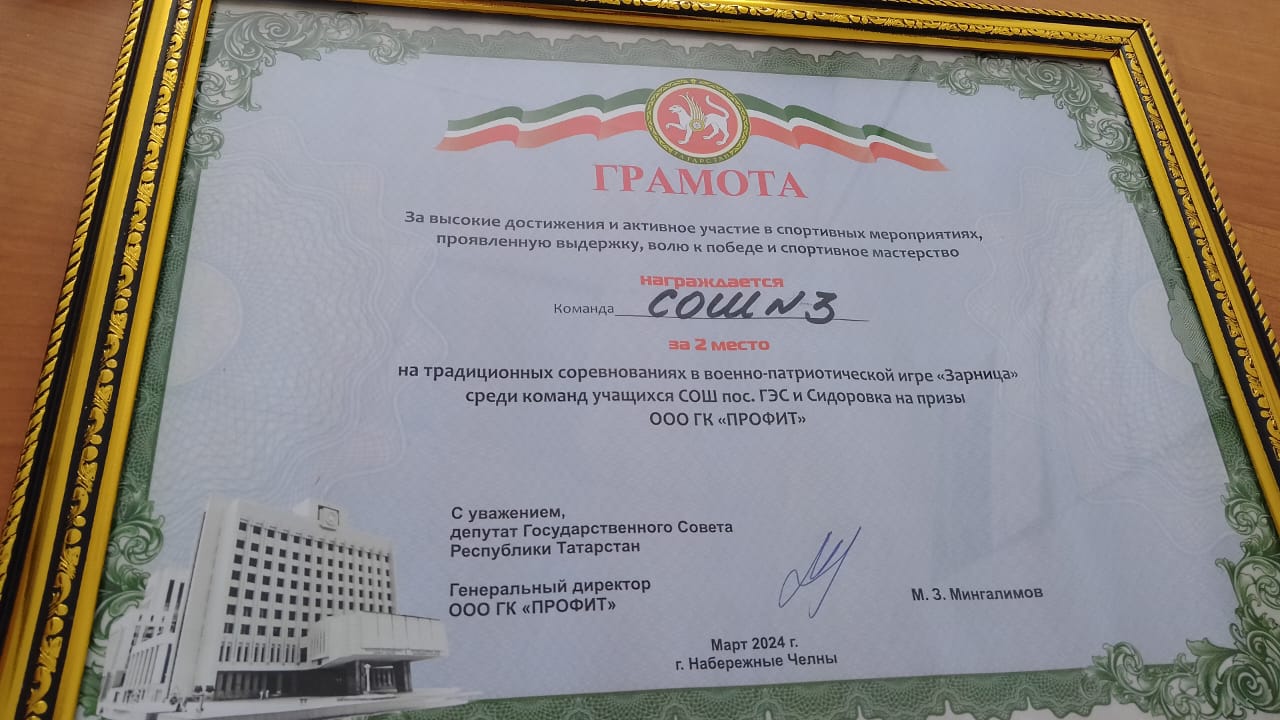 ТАТАРСТАН
ГРАМОТА
За высокие достижения и активное участие в спортивных мероприятиях,
проявленную выдержку, волю к победе и спортивное мастерство
награждается
Команда СОШ №3
за 2 место
на традиционных соревнованиях в военно-патриотической игре «Зарница»
среди команд учащихся СОШ пос. ГЭС и Сидоровка на призы
ООО ГК «ПРОФИТ»
С уважением,
депутат Государственного Совета
Республики Татарстан
Генеральный директор
ООО ГК «ПРОФИТ»
М. З. Мингалимов
Март 2024 г.
г. Набережные Челны